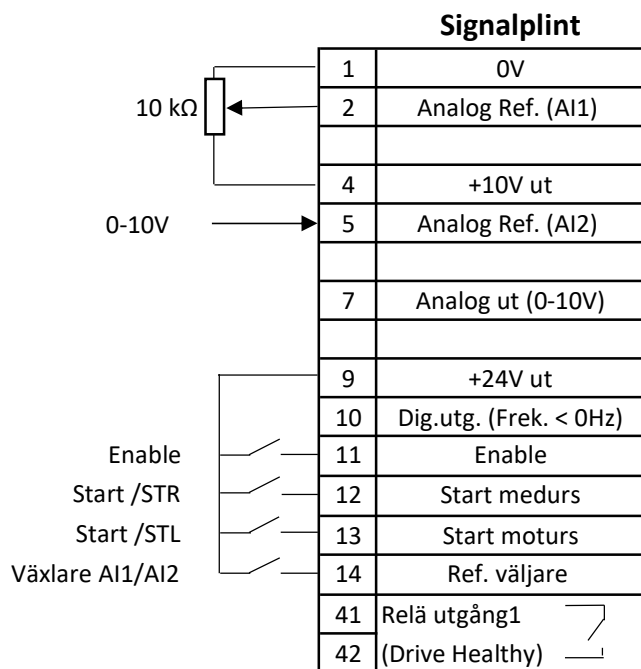 Signalplint
1 0V
10 kΩ 2 Analog Ref. (AI1)
4 +10V ut
0-10V 5 Analog Ref. (AI2)
7 Analog ut (0-10V)
9 +24V ut
10 Dig.utg. (Frek. < 0Hz)
Enable 11 Enable
Start /STR 12 Start medurs
Start /STL 13 Start moturs
Växlare AI1/AI2 14 Ref. väljare
41 Relä utgång1
42 (Drive Healthy)